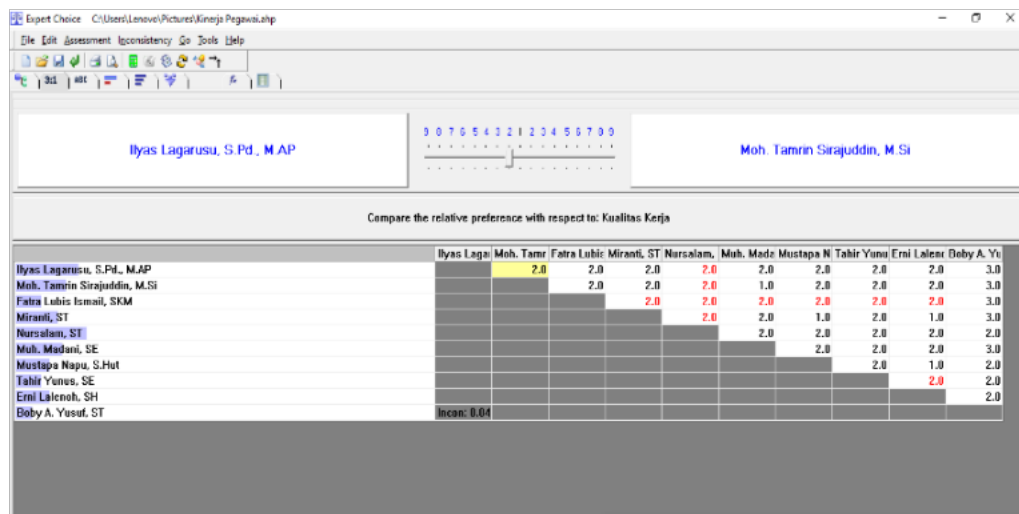 Expert Choice C:\Users\Lenovo\Pictures\Kinerja Pegawai.ahp
File Edit Assessment Inconsistency Go Tools Help
3:1 ABC
9 8 7 6 5 4 3 2 1 2 3 4 5 6 7 8 9
Ilyas Lagarusu, S.Pd., M.AP
Moh. Tamrin Sirajuddin, M.Si
Compare the relative preference with respect to: Kualitas Kerja
Ilyas Lagar Moh. Tamr Fatra Lubis Miranti, ST Nursalam, Muh. Mada Mustapa N Tahir Yunu Erni Lalenc Boby A. Yu
Ilyas Lagarusu, S.Pd., M.AP 2.0 2.0 2.0 2.0 2.0 2.0 2.0 2.0 3.0
Moh. Tamrin Sirajuddin, M.Si 2.0 2.0 2.0 1.0 2.0 2.0 2.0 3.0
Fatra Lubis Ismail, SKM 2.0 2.0 2.0 2.0 2.0 2.0 3.0
Miranti, ST 2.0 2.0 1.0 2.0 1.0 3.0
Nursalam, ST 2.0 2.0 2.0 2.0 2.0
Muh. Madani, SE 2.0 2.0 2.0 3.0
Mustapa Napu, S.Hut 2.0 1.0 2.0
Tahir Yunus, SE 2.0 2.0
Erni Lalenoh, SH 2.0
Boby A. Yusuf, ST Incon: 0.04